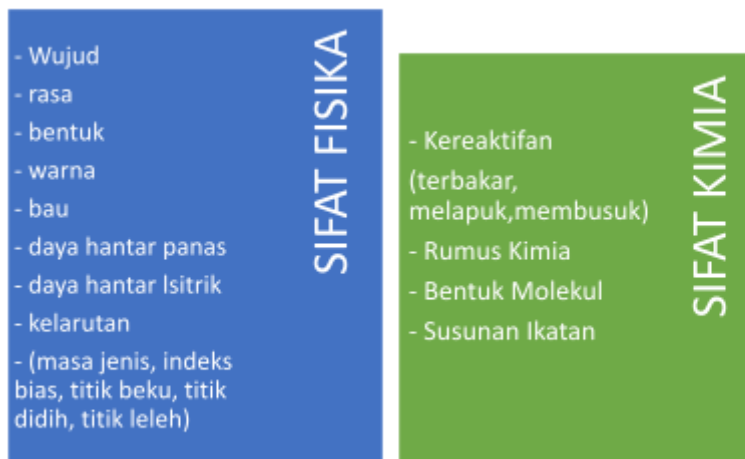 - Wujud
- rasa
- bentuk
- warna
- bau
- daya hantar panas
- daya hantar lsitrik
- kelarutan
- (masa jenis, indeks
bias, titik beku, titik
didih, titik leleh)
SIFAT FISIKA
- Kereaktifan
(terbakar,
melapuk,membusuk)
- Rumus Kimia
- Bentuk Molekul
- Susunan Ikatan
SIFAT KIMIA